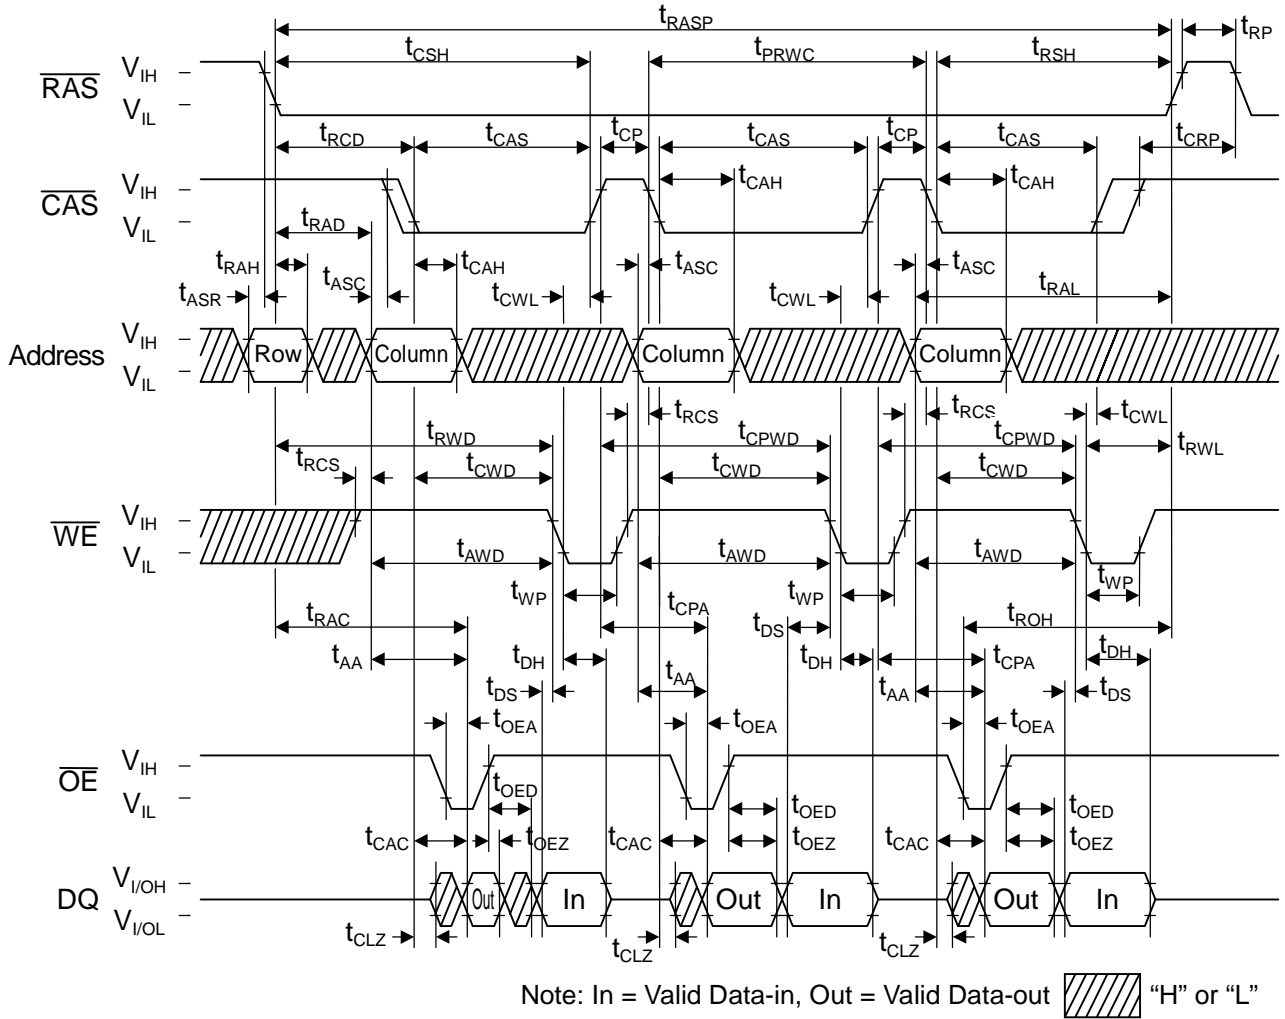 tRASP tRP
tCSH tPRWC tRSH
RAS VIH
VIL
tRCD tCAS tCP tCAS tCP tCAS tCRP
CAS VIH tCAH tCAH
VIL
tRAD
tRAH tASC tCAH tASC tASC
tASR tCWL tCWL tRAL
Address VIH
VIL
Row Column Column Column
tRCS tRCS tCWL
tRWD tCPWD tCPWD tRWL
tRCS tCWD tCWD tCWD
WE VIH
VIL
tAWD tAWD tAWD
tWP tWP tWP
tRAC tCPA tDS tROH
tAA tDH tDH tCPA tDH
tDS tAA tAA tDS
tOEA tOEA tOEA
OE VIH
VIL
tOED tOED tOED
tCAC tOEZ tCAC tOEZ tCAC tOEZ
DQ VI/OH
VI/OL
Out In Out In Out In
tCLZ tCLZ tCLZ
Note: In = Valid Data-in, Out = Valid Data-out “H” or “L”